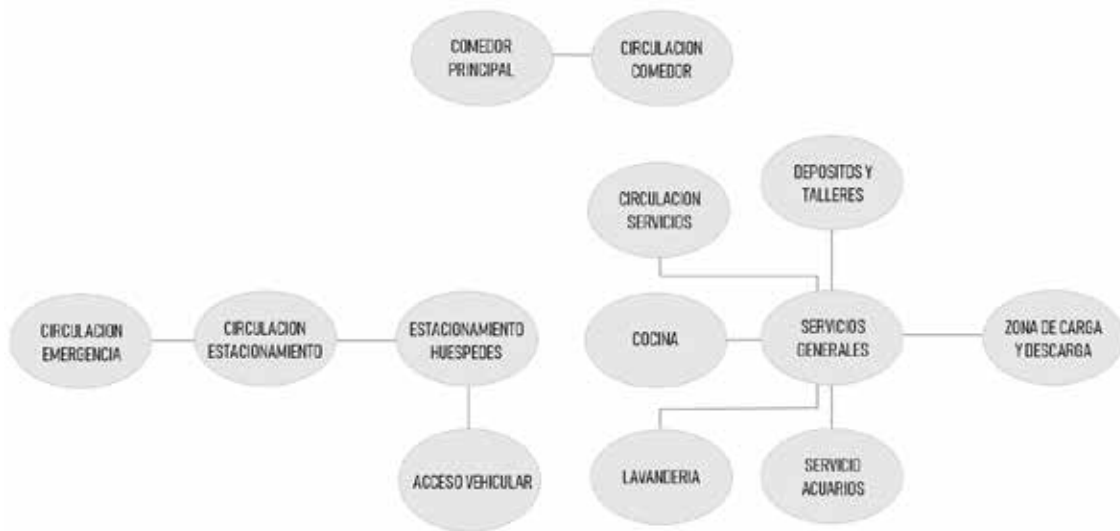 COMEDOR
PRINCIPAL
CIRCULACION
COMEDOR
DEPOSITOS Y
TALLERES
CIRCULACION
SERVICIOS
CIRCULACION
EMERGENCIA
CIRCULACION
ESTACIONAMIENTO
ESTACIONAMIENTO
HUESPEDES
COCINA
SERVICIOS
GENERALES
ZONA DE CARGA
Y DESCARGA
ACCESO VEHICULAR
LAVANDERIA
SERVICIO
ACUARIOS